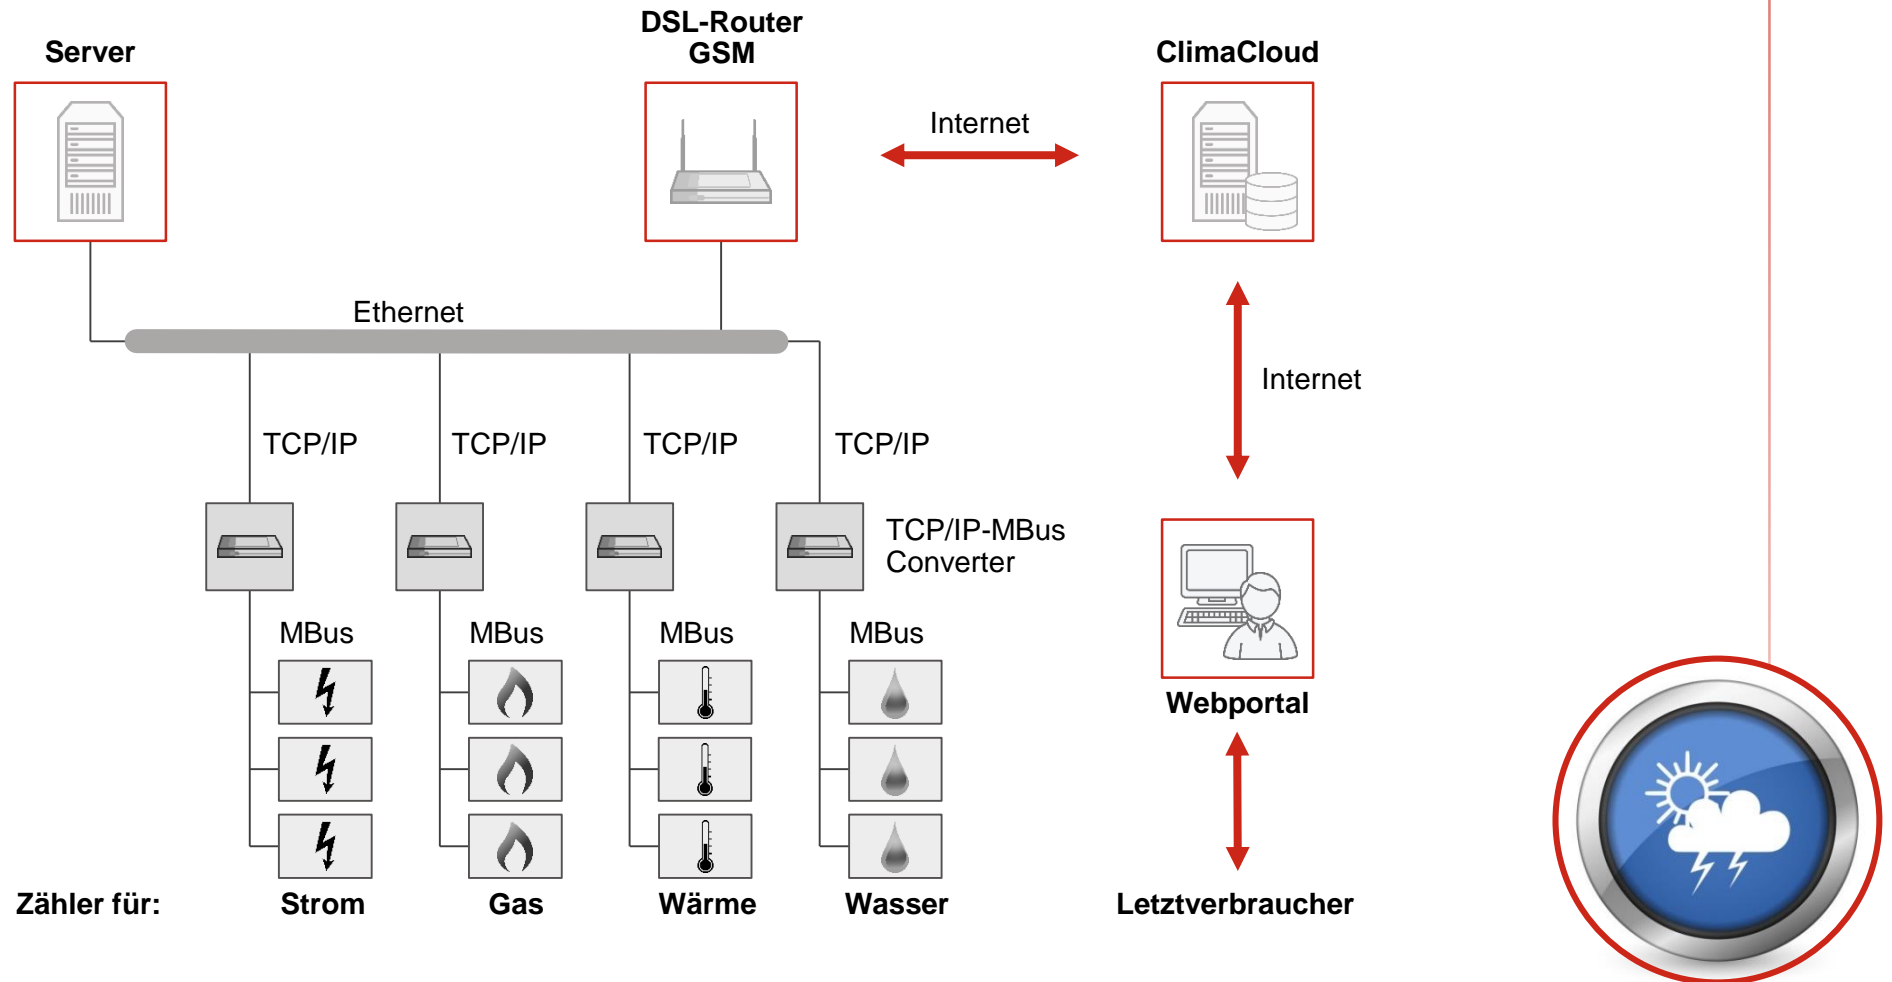 DSL-Router
GSM
Server
ClimaCloud
Internet
Ethernet
Internet
TCP/IP
TCP/IP
TCP/IP
TCP/IP
TCP/IP-MBus
Converter
MBus
MBus
MBus
MBus
Webportal
Zähler für:
Strom
Gas
Wärme
Wasser
Letztverbraucher